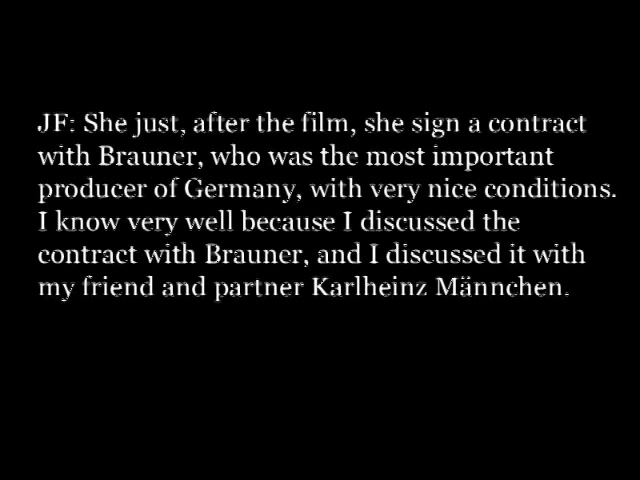 JF: She just, after the film, she sign a contract
with Brauner, who was the most important
producer of Germany, with very nice conditions.
I know very well because I discussed the
contract with Brauner, and I discussed it with
my friend and partner Karlheinz Männchen.